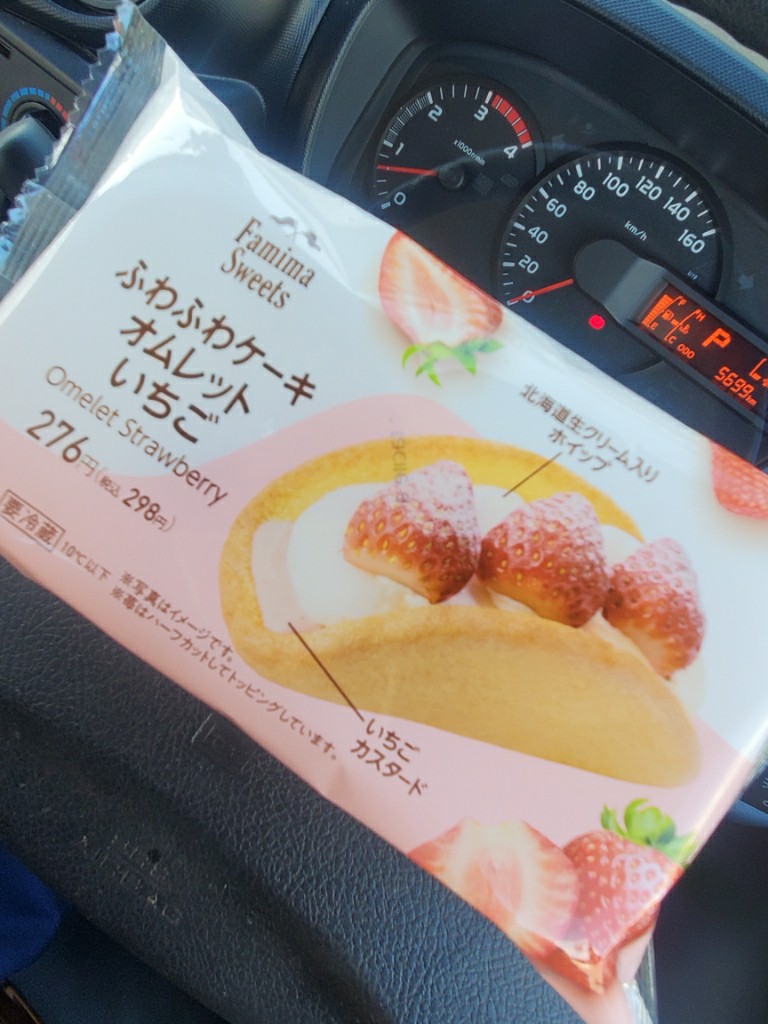 Famima
Sweets
ふわふわケーキ
オムレット
いちご
Omelet Strawberry
276円(税込 298円)
要冷蔵 10℃以下
※写真はイメージです。
※苺はハーフカットしてトッピングしています。
北海道生クリーム入り
ホイップ
いちご
カスタード
0
1
2
3
4
x1000r/min
0
20
40
60
80
100
120
140
160
km/h
P
ODO
5699km
SRS
AIRBAG